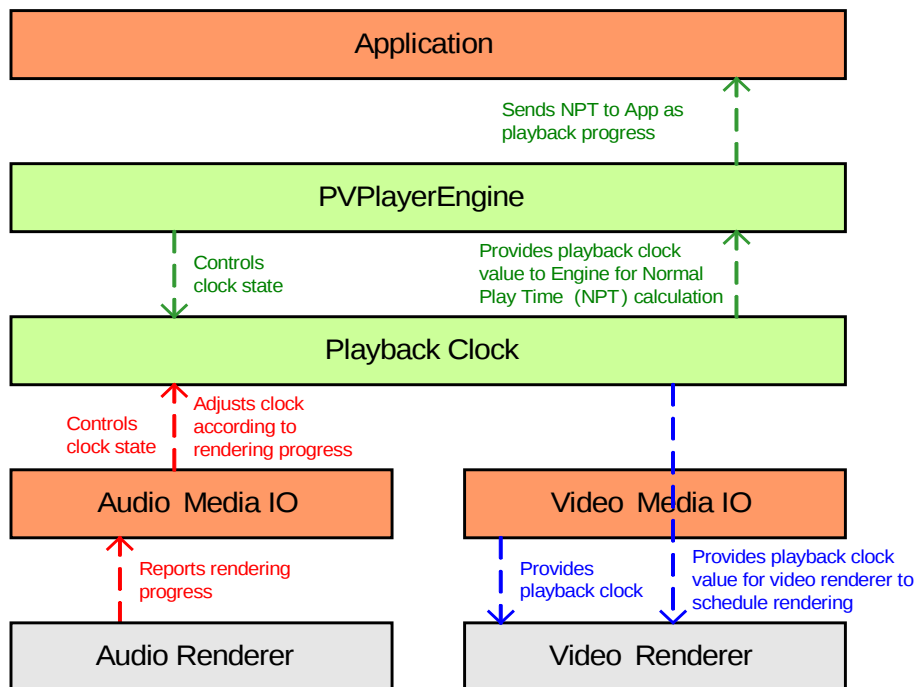 Application
Sends NPT to App as
playback progress
PVPlayerEngine
Controls
clock state
Provides playback clock
value to Engine for Normal
Play Time (NPT) calculation
Playback Clock
Controls
clock state
Adjusts clock
according to
rendering progress
Audio Media IO
Video Media IO
Reports rendering
progress
Provides
playback clock
Provides playback clock
value for video renderer to
schedule rendering
Audio Renderer
Video Renderer